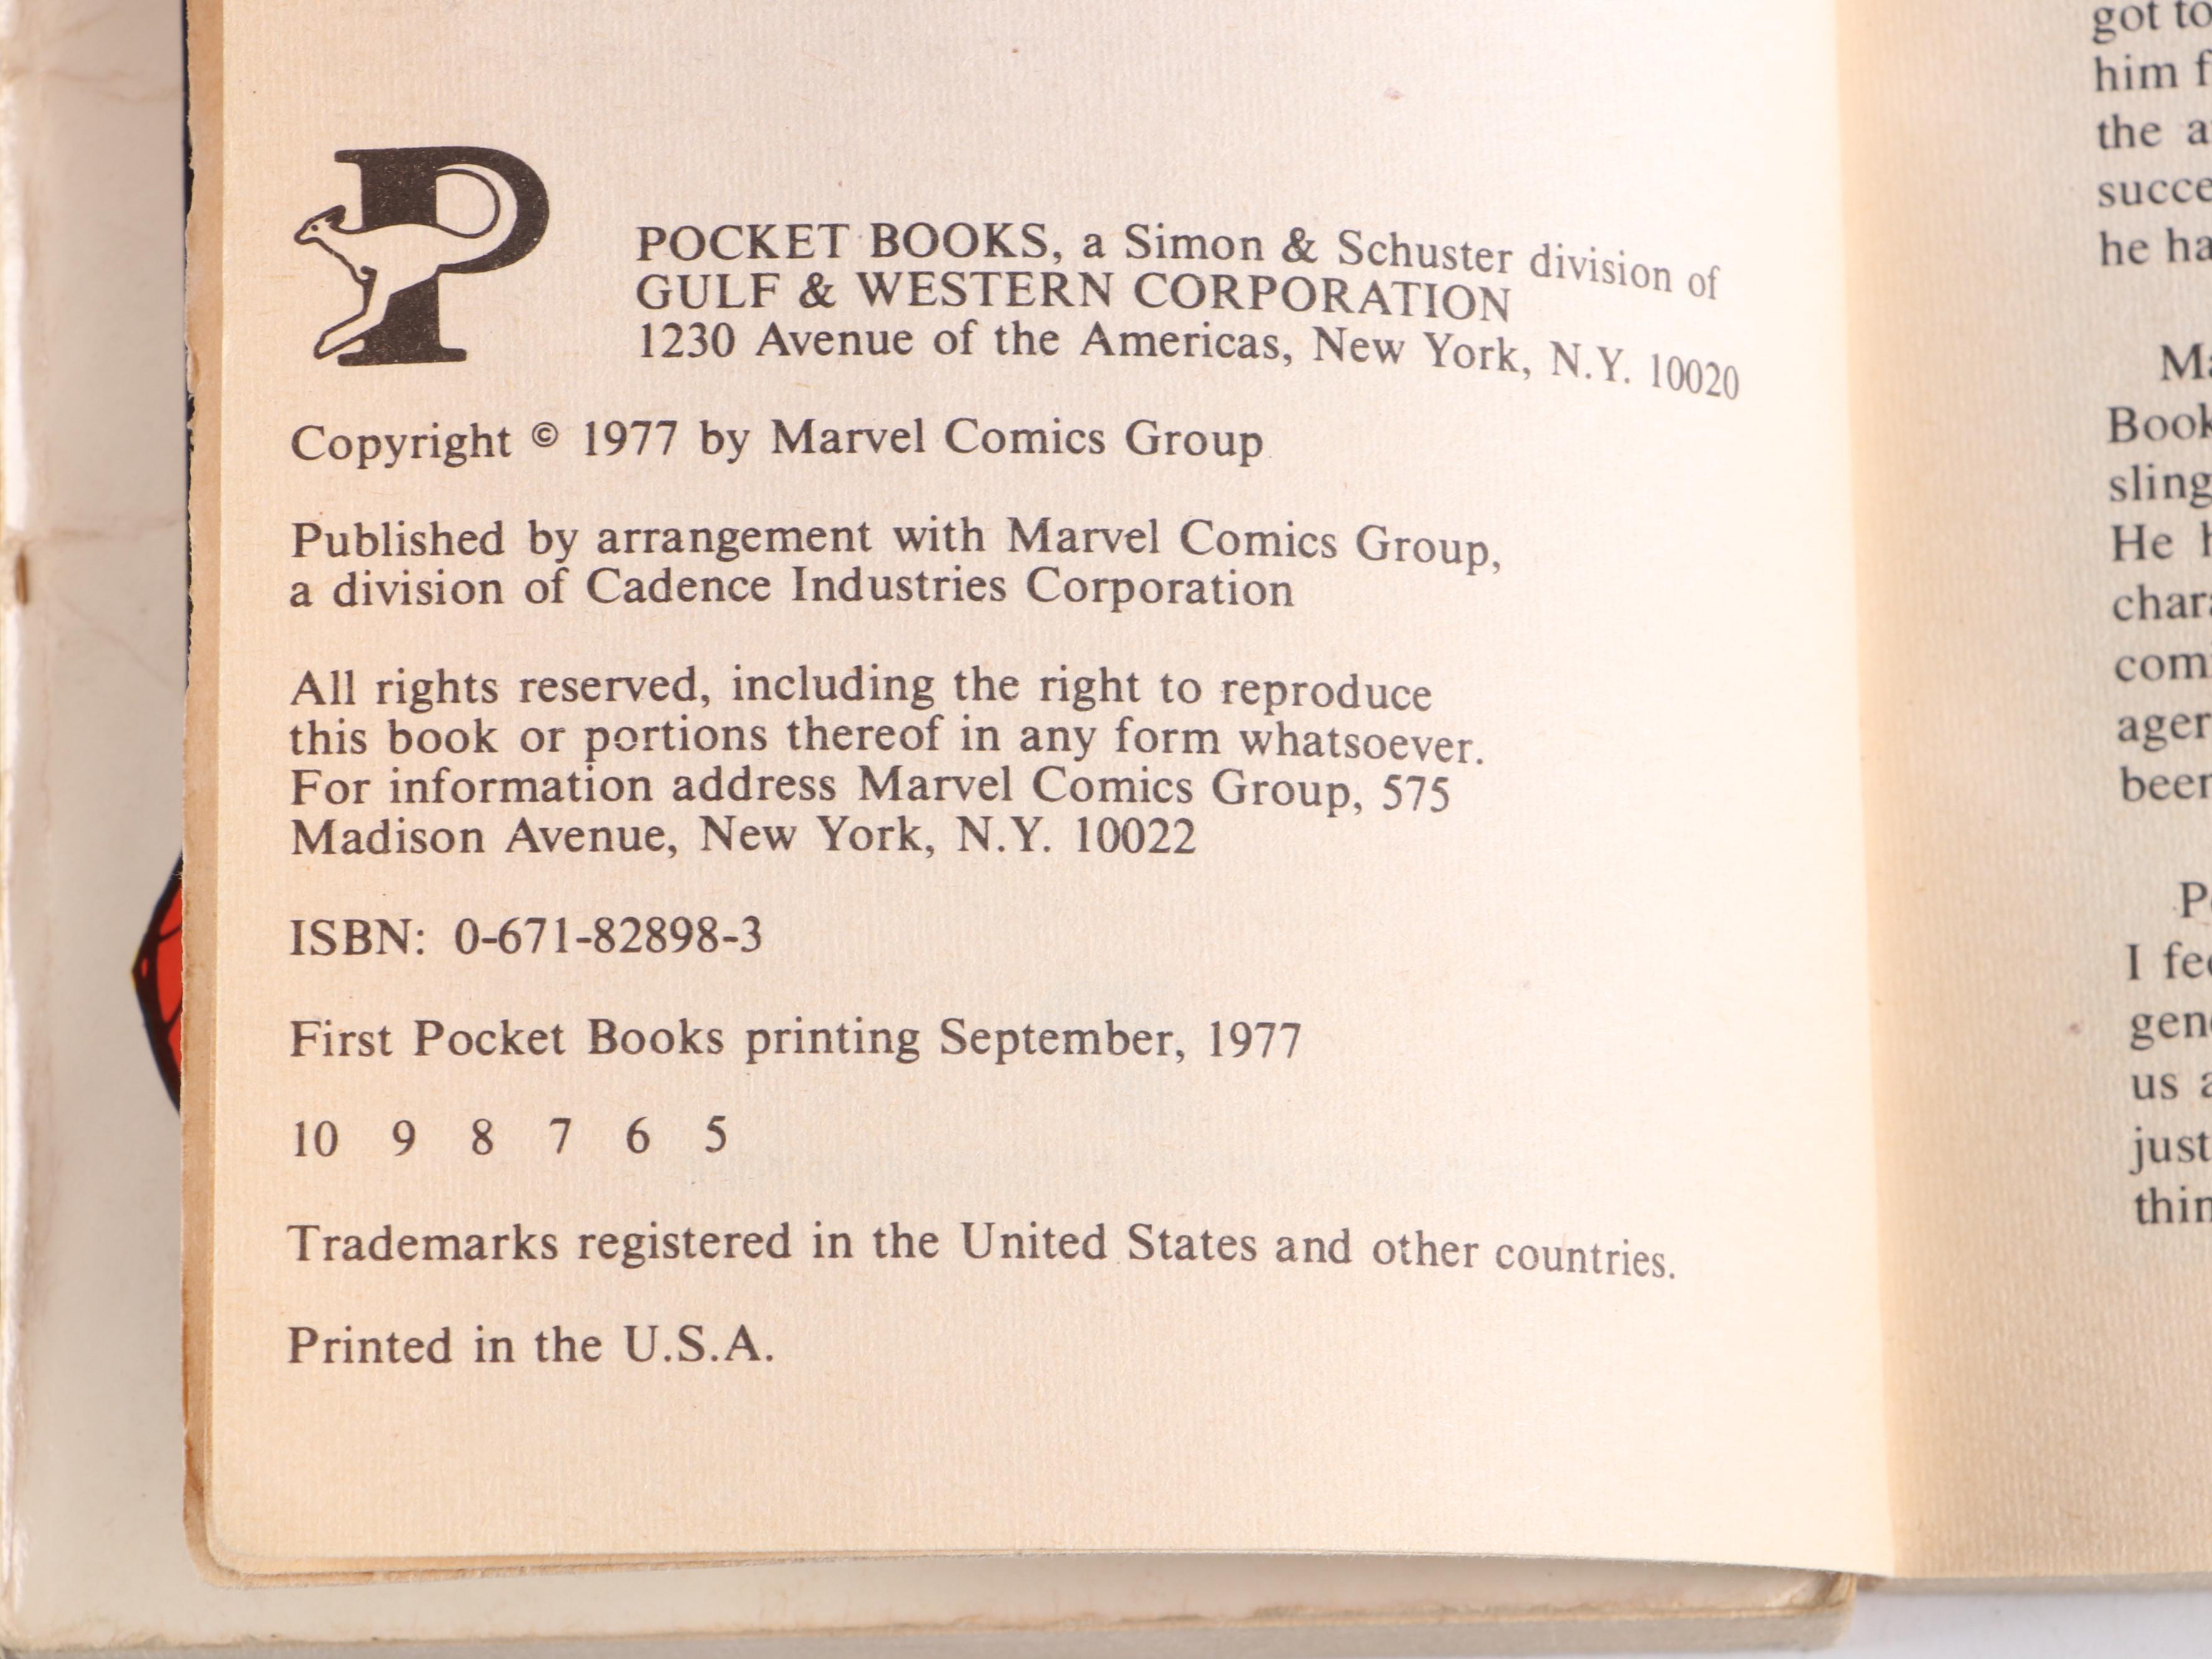 P
POCKET BOOKS, a Simon & Schuster division of
GULF & WESTERN CORPORATION
1230 Avenue of the Americas, New York, N.Y. 10020
Copyright © 1977 by Marvel Comics Group
Published by arrangement with Marvel Comics Group,
a division of Cadence Industries Corporation
All rights reserved, including the right to reproduce
this book or portions thereof in any form whatsoever.
For information address Marvel Comics Group, 575
Madison Avenue, New York, N.Y. 10022
ISBN: 0-671-82898-3
First Pocket Books printing September, 1977
10 9 8 7 6 5
Trademarks registered in the United States and other countries.
Printed in the U.S.A.
got to
him
the
succe
he ha
Book
sling
He
chara
com
ager
been
I
gen
us
just
thin